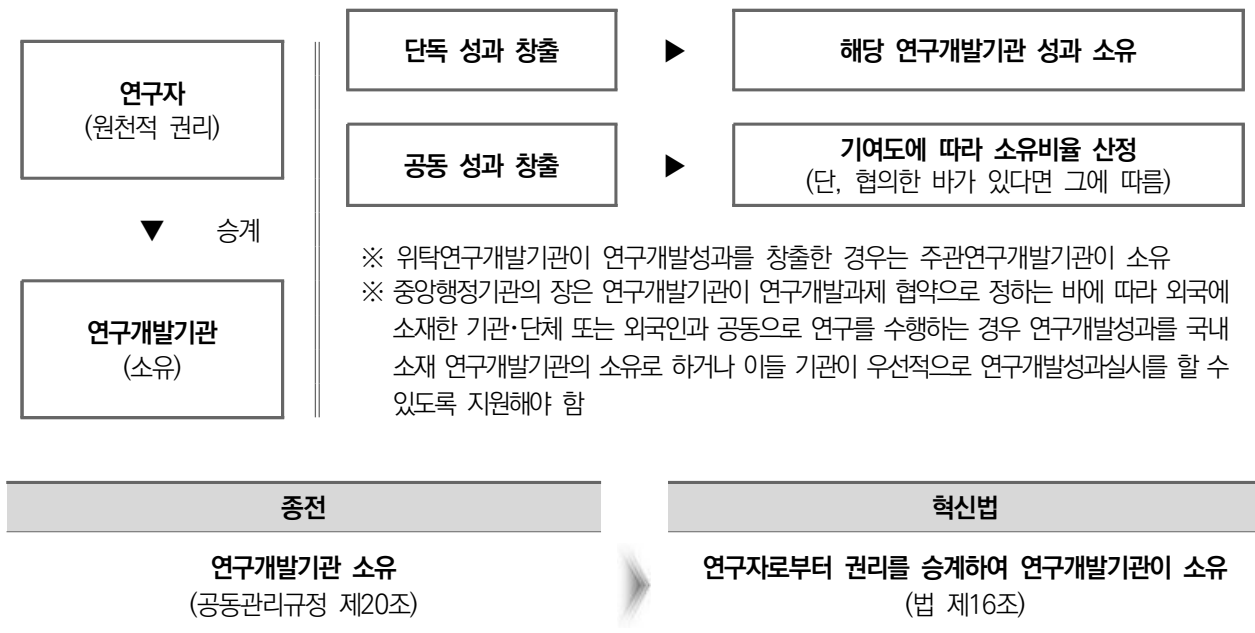 연구자
(원천적 권리)
▼ 승계
연구개발기관
(소유)
단독 성과 창출 ▶ 해당 연구개발기관 성과 소유
공동 성과 창출 ▶ 기여도에 따라 소유비율 산정
(단, 협의한 바가 있다면 그에 따름)
※ 위탁연구개발기관이 연구개발성과를 창출한 경우는 주관연구개발기관이 소유
※ 중앙행정기관의 장은 연구개발기관이 연구개발과제 협약으로 정하는 바에 따라 외국에
소재한 기관·단체 또는 외국인과 공동으로 연구를 수행하는 경우 연구개발성과를 국내
소재 연구개발기관의 소유로 하거나 이들 기관이 우선적으로 연구개발성과실시를 할 수
있도록 지원해야 함
종전
연구개발기관 소유
(공동관리규정 제20조)
혁신법
연구자로부터 권리를 승계하여 연구개발기관이 소유
(법 제16조)